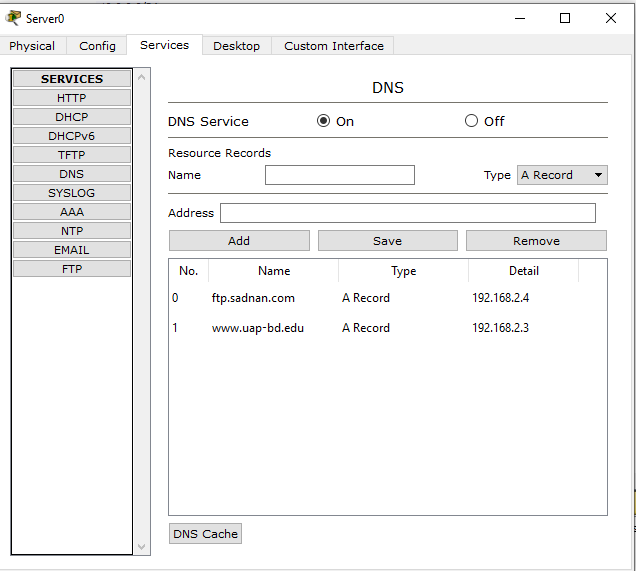 Server0
Physical Config Services Desktop Custom Interface
SERVICES
HTTP
DHCP
DHCPv6
TFTP
DNS
SYSLOG
AAA
NTP
EMAIL
FTP
DNS
DNS Service On Off
Resource Records
Name Type A Record
Address
Add Save Remove
No. Name Type Detail
0 ftp.sadnan.com A Record 192.168.2.4
1 www.uap-bd.edu A Record 192.168.2.3
DNS Cache